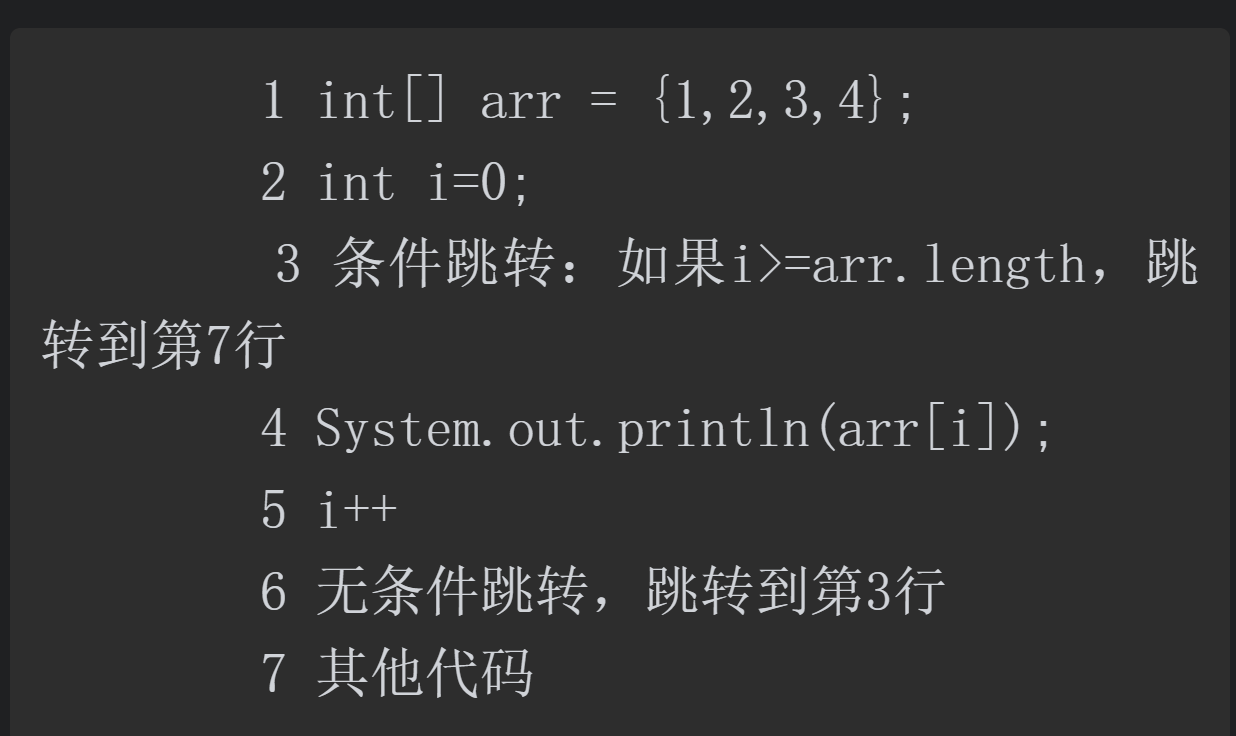 1 int[] arr = {1,2,3,4};
2 int i=0;
3 条件跳转：如果i>=arr.length，跳
转到第7行
4 System.out.println(arr[i]);
5 i++
6 无条件跳转，跳转到第3行
7 其他代码